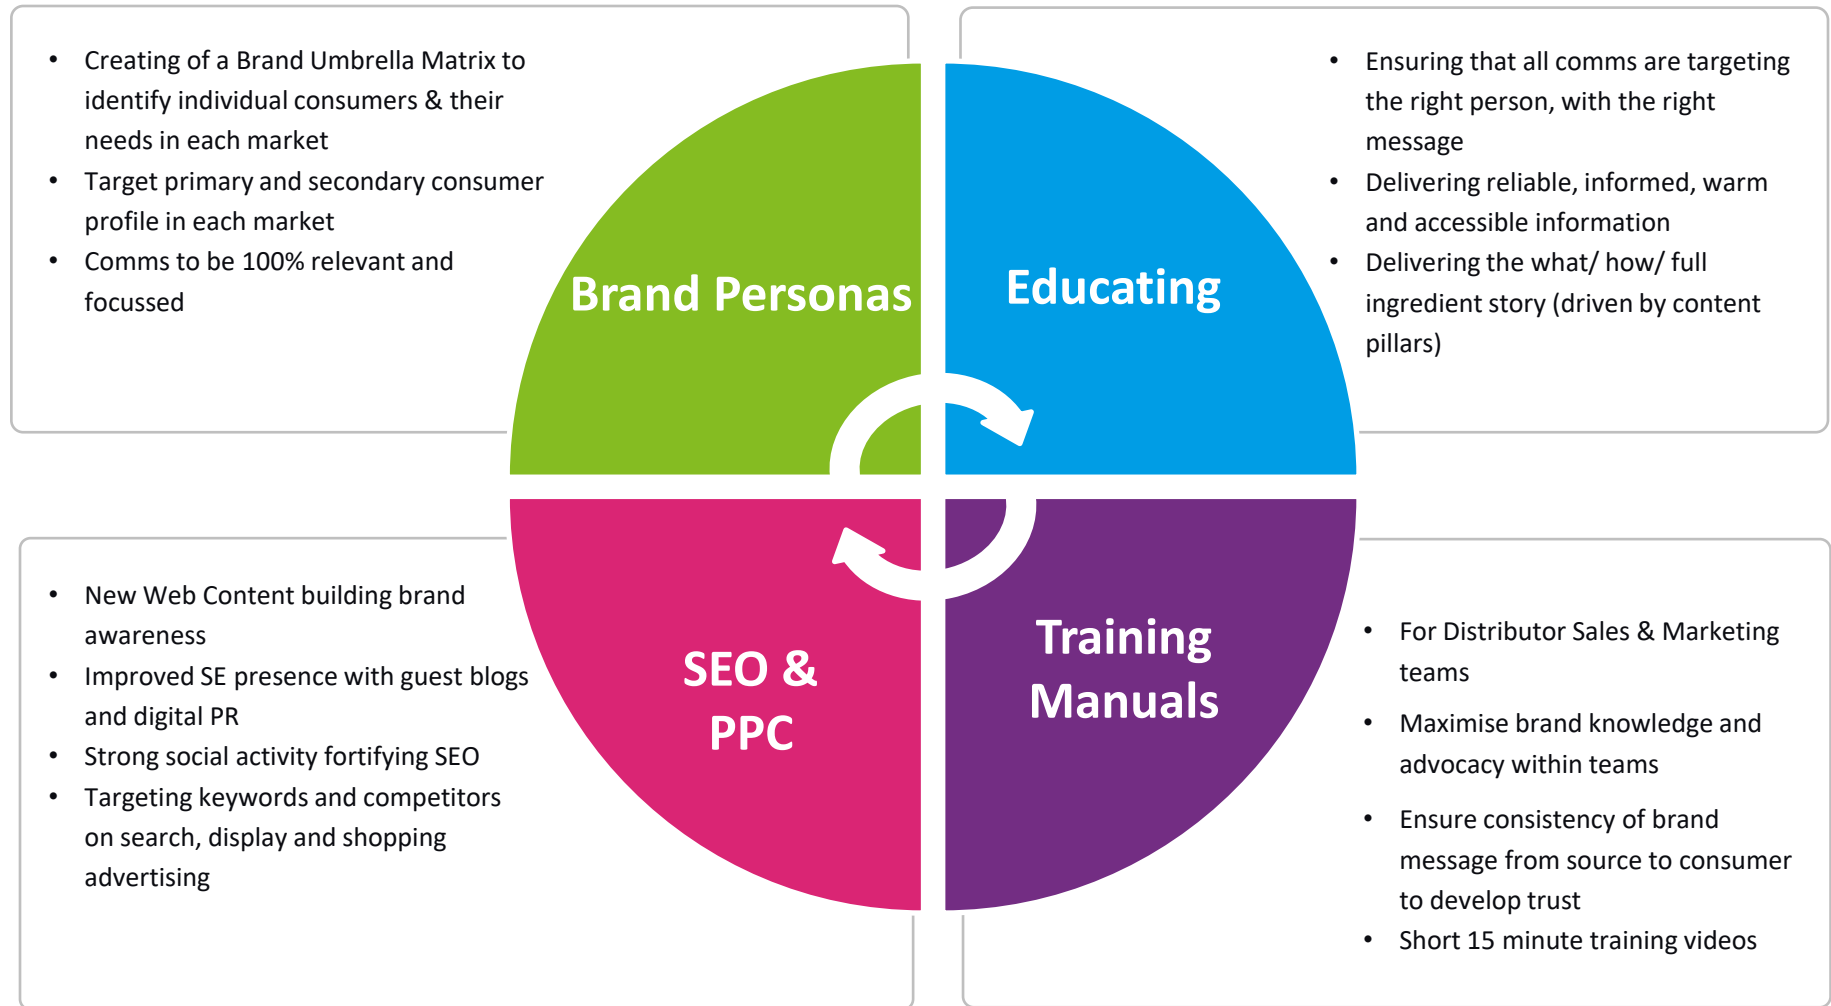 • Creating of a Brand Umbrella Matrix to
identify individual consumers & their
needs in each market
• Target primary and secondary consumer
profile in each market
• Comms to be 100% relevant and
focussed
Brand Personas
Educating
• Ensuring that all comms are targeting
the right person, with the right
message
• Delivering reliable, informed, warm
and accessible information
• Delivering the what/ how/ full
ingredient story (driven by content
pillars)
• New Web Content building brand
awareness
• Improved SE presence with guest blogs
and digital PR
• Strong social activity fortifying SEO
• Targeting keywords and competitors
on search, display and shopping
advertising
SEO &
PPC
Training
Manuals
• For Distributor Sales & Marketing
teams
• Maximise brand knowledge and
advocacy within teams
• Ensure consistency of brand
message from source to consumer
to develop trust
• Short 15 minute training videos